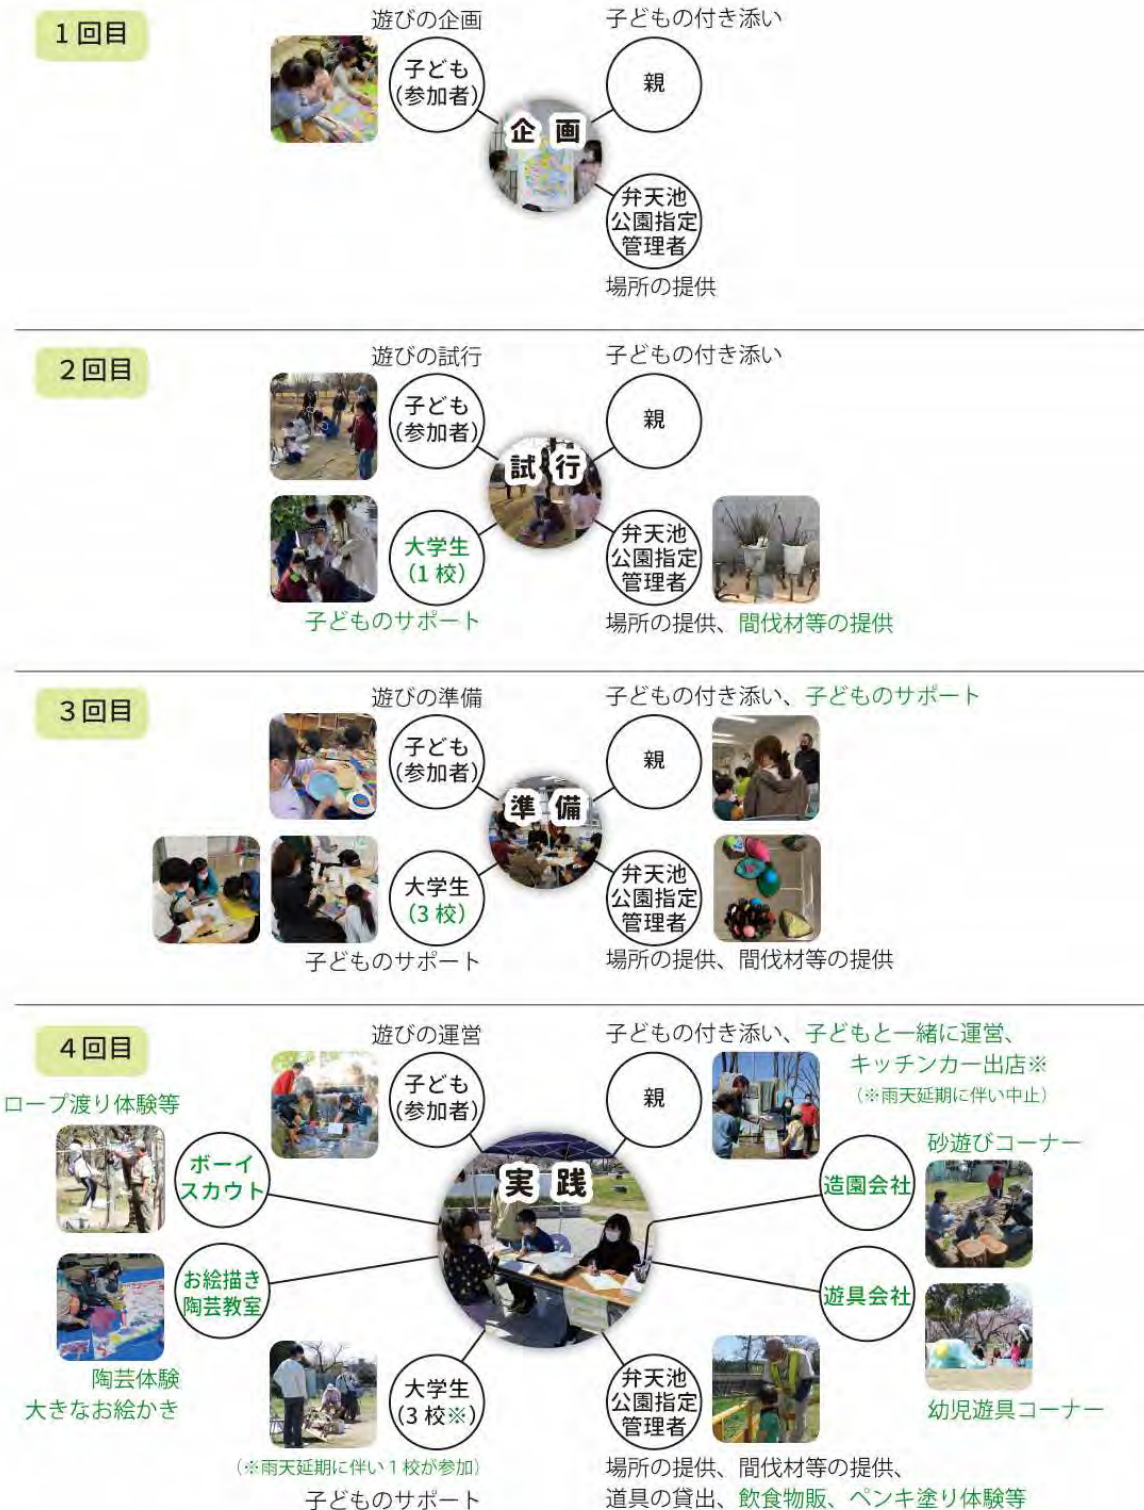 1回目
遊びの企画
子どもの付き添い
子ども
(参加者)
親
企画
弁天池
公園指定
管理者
場所の提供
2回目
遊びの試行
子どもの付き添い
子ども
(参加者)
親
試行
大学生
(1校)
弁天池
公園指定
管理者
子どものサポート
場所の提供、間伐材等の提供
3回目
遊びの準備
子どもの付き添い、子どものサポート
子ども
(参加者)
親
準備
大学生
(3校)
弁天池
公園指定
管理者
子どものサポート
場所の提供、間伐材等の提供
4回目
遊びの運営
子どもの付き添い、子どもと一緒に運営、
キッチンカー出店※
(※雨天延期に伴い中止)
子ども
(参加者)
親
ロープ渡り体験等
ボーイ
スカウト
実践
造園会社
砂遊びコーナー
お絵描き
陶芸教室
遊具会社
陶芸体験
大きなお絵かき
大学生
(3校※)
弁天池
公園指定
管理者
幼児遊具コーナー
(※雨天延期に伴い1校が参加)
子どものサポート
場所の提供、間伐材等の提供、
道具の貸出、飲食物販、ペンキ塗り体験等